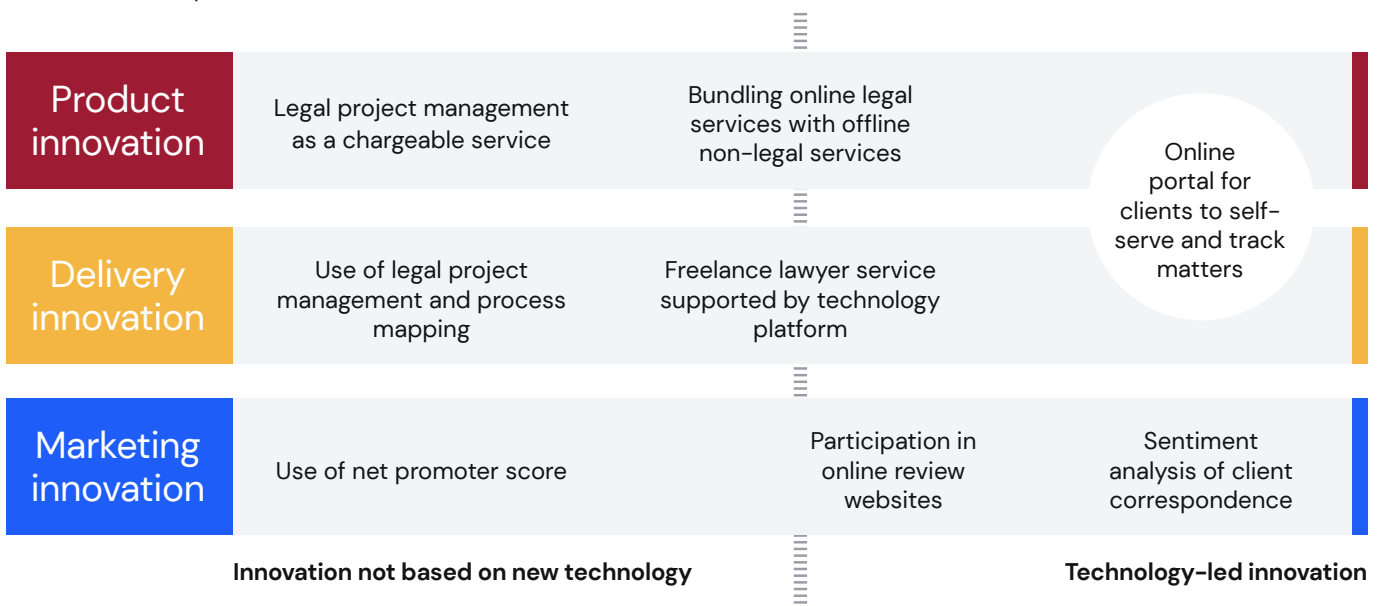 Product
innovation
Legal project management
as a chargeable service
Bundling online legal
services with offline
non-legal services
Online
portal for
clients to self-
serve and track
matters
Delivery
innovation
Use of legal project
management and process
mapping
Freelance lawyer service
supported by technology
platform
Marketing
innovation
Use of net promoter score
Participation in
online review
websites
Sentiment
analysis of client
correspondence
Innovation not based on new technology
Technology-led innovation